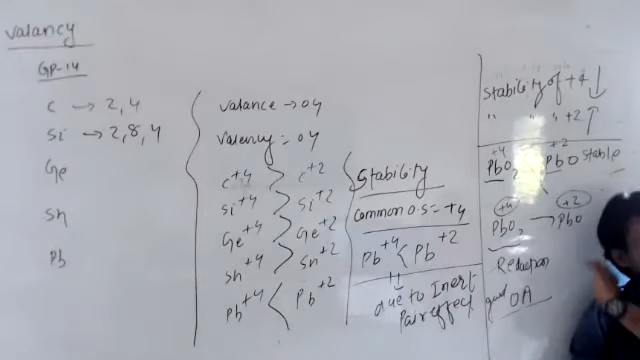 Valancy
GP-14
C → 2, 4
Si → 2, 8, 4
Ge
Sn
Pb
valance → 04
valency = 04
C+4 > C+2
Si+4 > Si+2
Ge+4 > Ge+2
Sn+4 > Sn+2
Pb+4 < Pb+2
Stability
Common O.S = +4
Pb+4 < Pb+2
due to Inert
Pair effect
Stability of +4 ↓
" " " +2 ↑
+4 +2
PbO2 PbO stable
+4 +2
PbO2 → PbO
Reduction
good OA